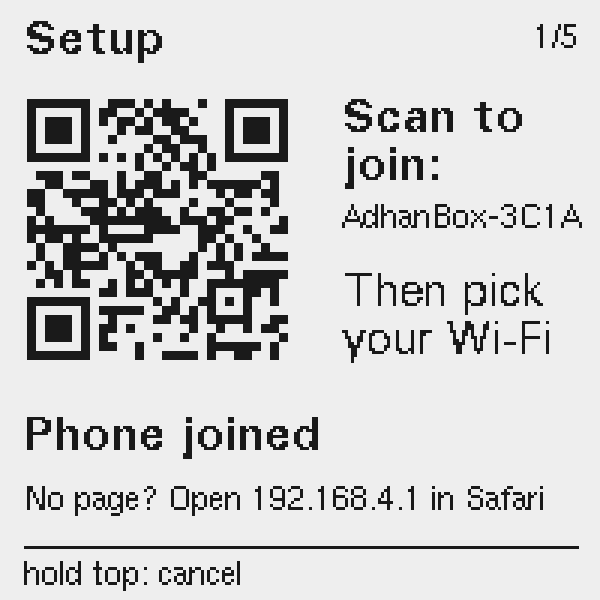 Setup
1/5
Scan to
join:
AdhanBox-3C1A
Then pick
your Wi-Fi
Phone joined
No page? Open 192.168.4.1 in Safari
hold top: cancel